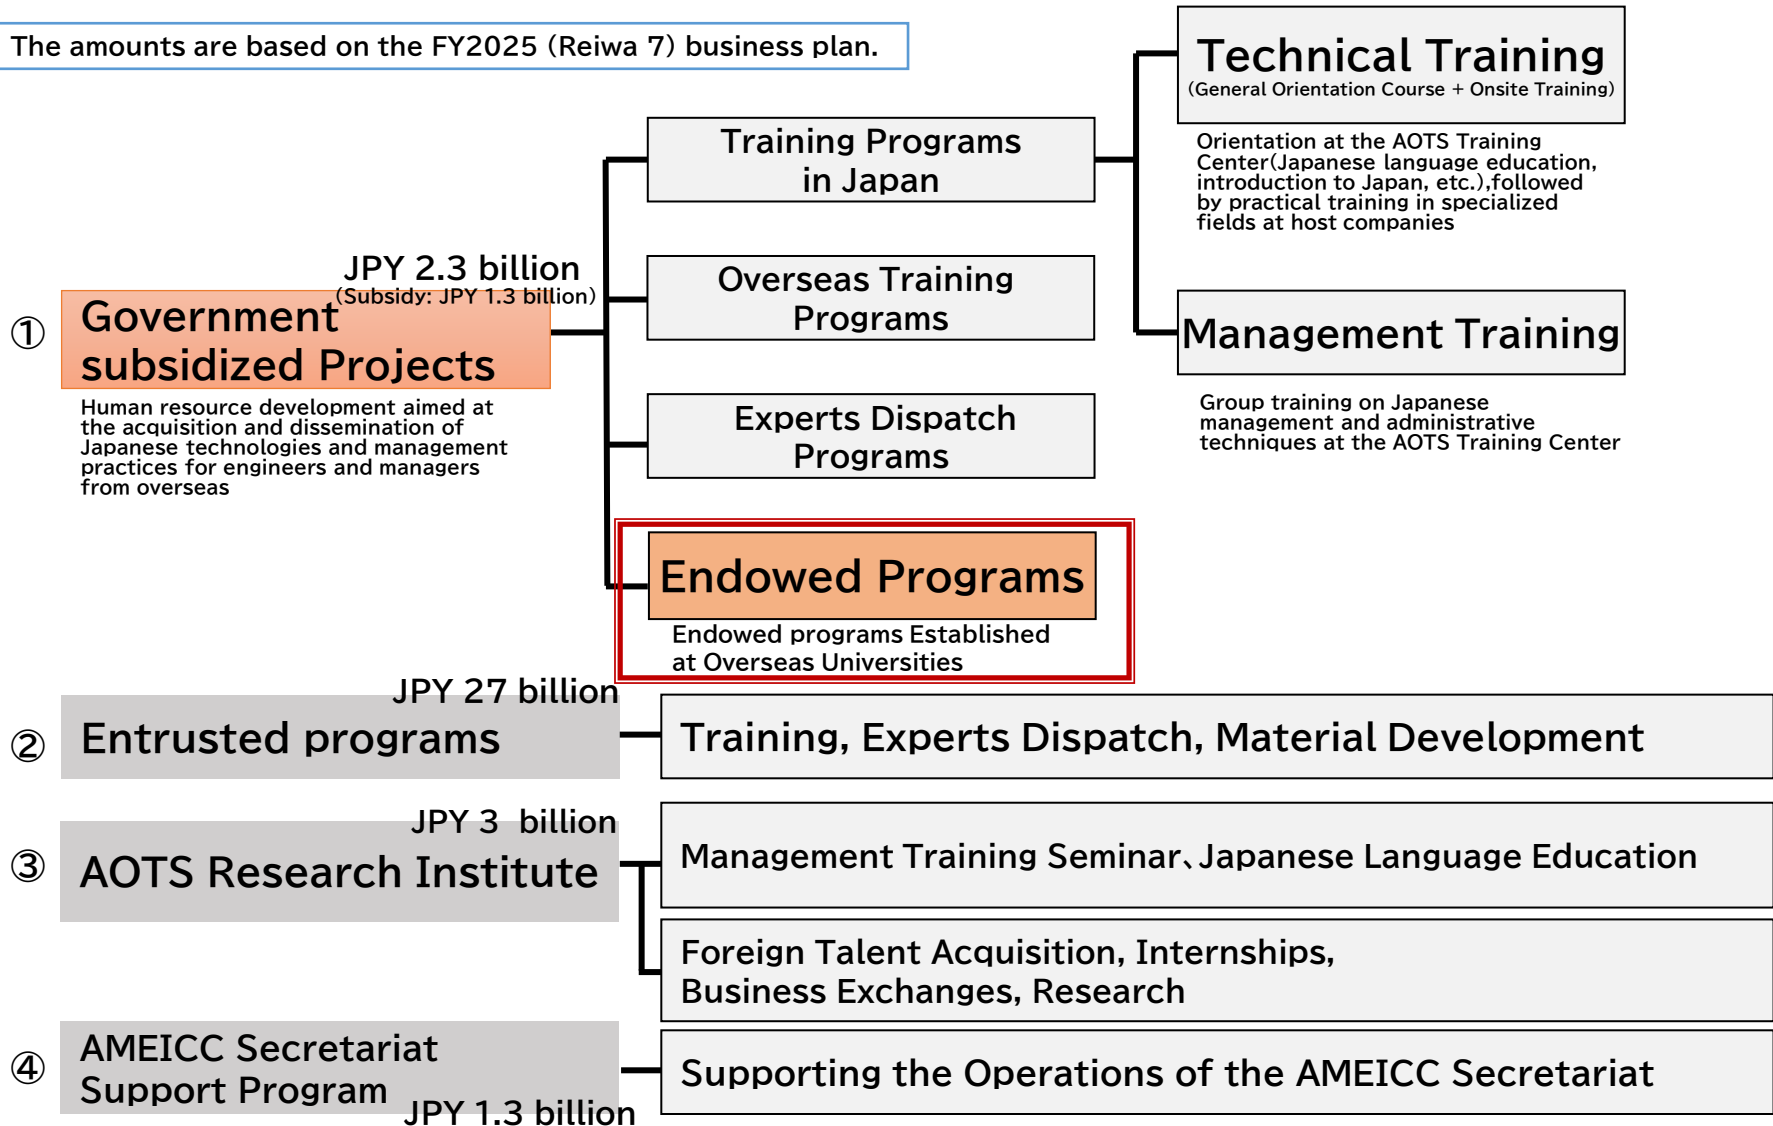 The amounts are based on the FY2025 (Reiwa 7) business plan.
Technical Training
(General Orientation Course + Onsite Training)
Orientation at the AOTS Training
Center(Japanese language education,
introduction to Japan, etc.),followed
by practical training in specialized
fields at host companies
Training Programs
in Japan
JPY 2.3 billion
(Subsidy: JPY 1.3 billion)
①
Government
subsidized Projects
Human resource development aimed at
the acquisition and dissemination of
Japanese technologies and management
practices for engineers and managers
from overseas
Overseas Training
Programs
Management Training
Group training on Japanese
management and administrative
techniques at the AOTS Training Center
Experts Dispatch
Programs
Endowed Programs
Endowed programs Established
at Overseas Universities
JPY 27 billion
②
Entrusted programs
Training, Experts Dispatch, Material Development
JPY 3 billion
③
AOTS Research Institute
Management Training Seminar、Japanese Language Education
Foreign Talent Acquisition, Internships,
Business Exchanges, Research
④
AMEICC Secretariat
Support Program
JPY 1.3 billion
Supporting the Operations of the AMEICC Secretariat